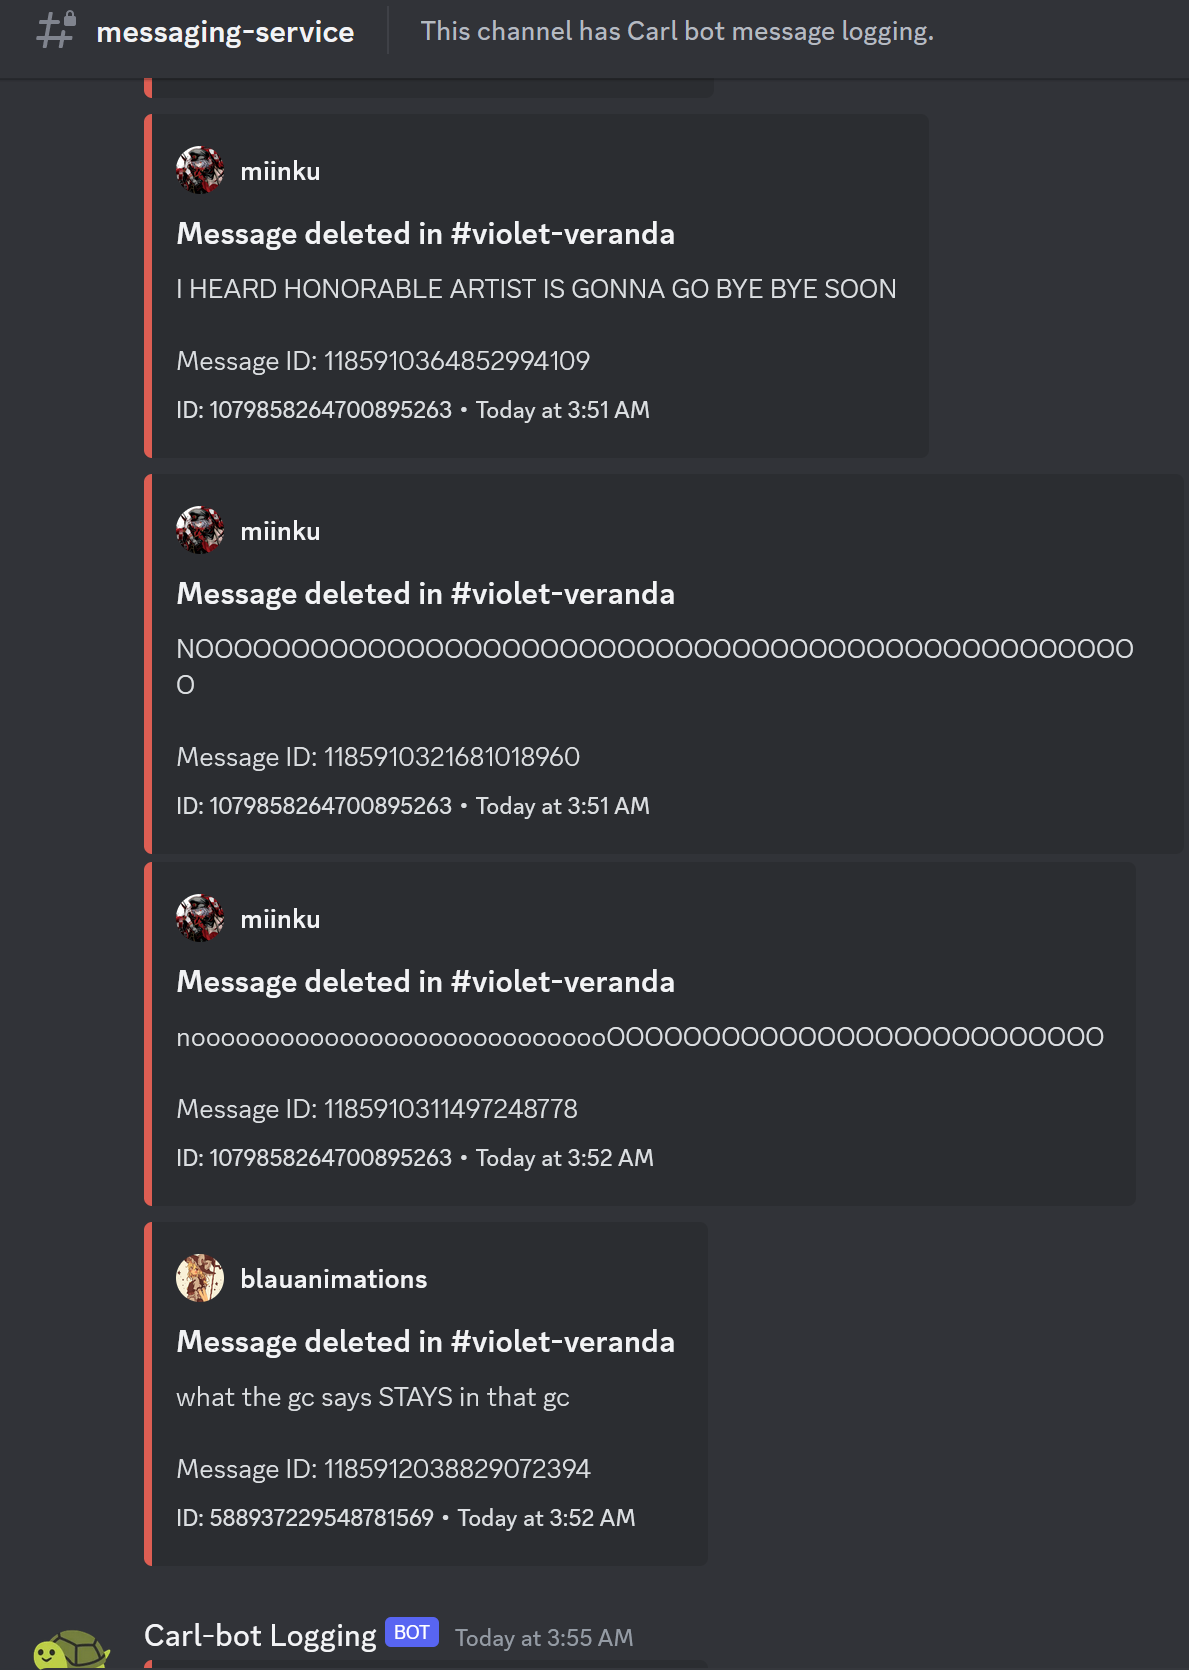 messaging-service
This channel has Carl bot message logging.
miinku
Message deleted in #violet-veranda
I HEARD HONORABLE ARTIST IS GONNA GO BYE BYE SOON
Message ID: 1185910364852994109
ID: 1079858264700895263 • Today at 3:51 AM
miinku
Message deleted in #violet-veranda
NOOOOOOOOOOOOOOOOOOOOOOOOOOOOOOOOOOOOOOOOOOOOOOOOO
O
Message ID: 1185910321681018960
ID: 1079858264700895263 • Today at 3:51 AM
miinku
Message deleted in #violet-veranda
nooooooooooooooooooooooooooooOOOOOOOOOOOOOOOOOOOOOOOOOO
Message ID: 1185910311497248778
ID: 1079858264700895263 • Today at 3:52 AM
blauanimations
Message deleted in #violet-veranda
what the gc says STAYS in that gc
Message ID: 1185912038829072394
ID: 588937229548781569 • Today at 3:52 AM
Carl-bot Logging BOT Today at 3:55 AM